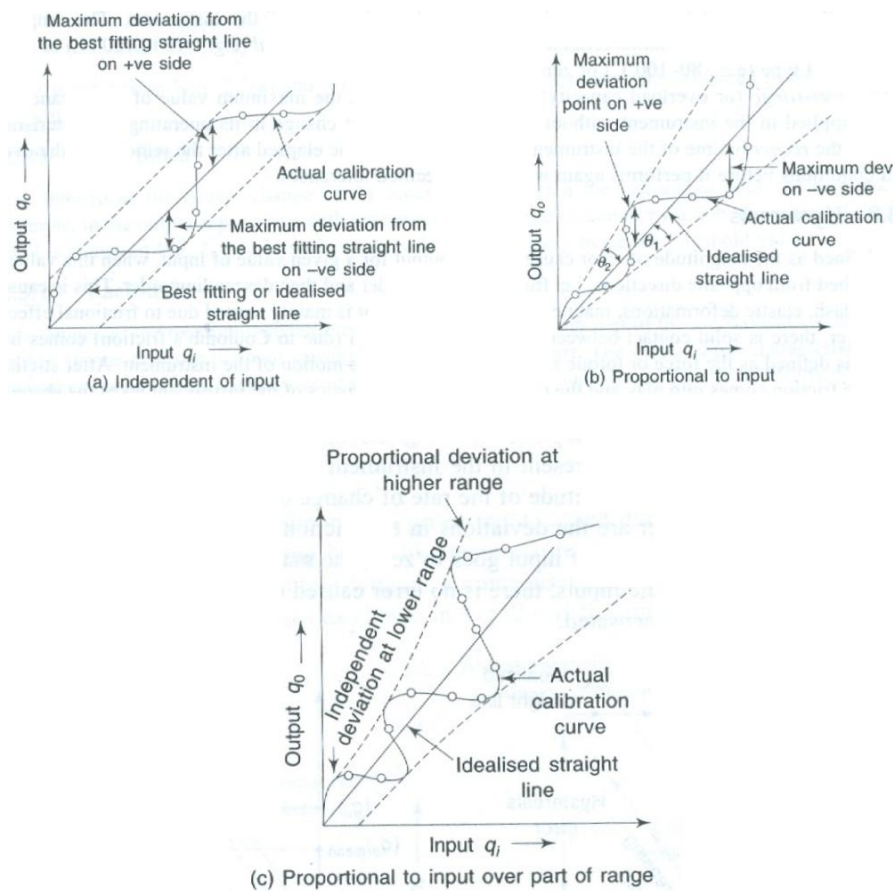 Maximum deviation from
the best fitting straight line
on +ve side
Output qo
Actual calibration
curve
Maximum deviation from
the best fitting straight line
on –ve side
Best fitting or idealised
straight line
Input qi
(a) Independent of input
Maximum
deviation
point on +ve
side
Output qo
Maximum dev
on –ve side
Actual calibration
curve
θ1
θ2
Idealised
straight line
Input qi
(b) Proportional to input
Proportional deviation at
higher range
Independent
deviation at lower range
Output q0
Actual
calibration
curve
Idealised straight
line
Input qi
(c) Proportional to input over part of range